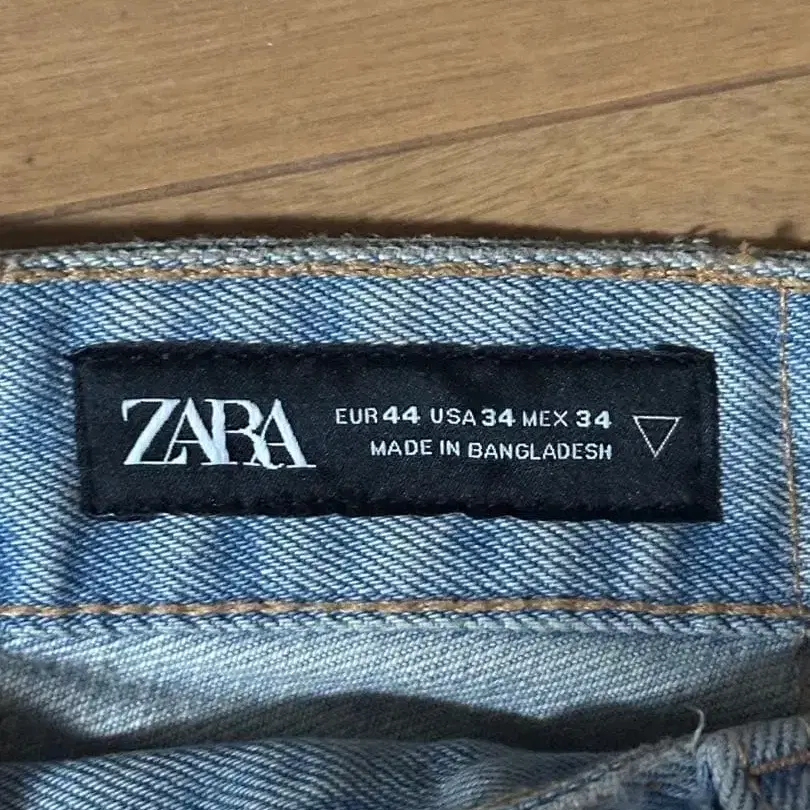 ZARA
EUR 44 USA 34 MEX 34
MADE IN BANGLADESH